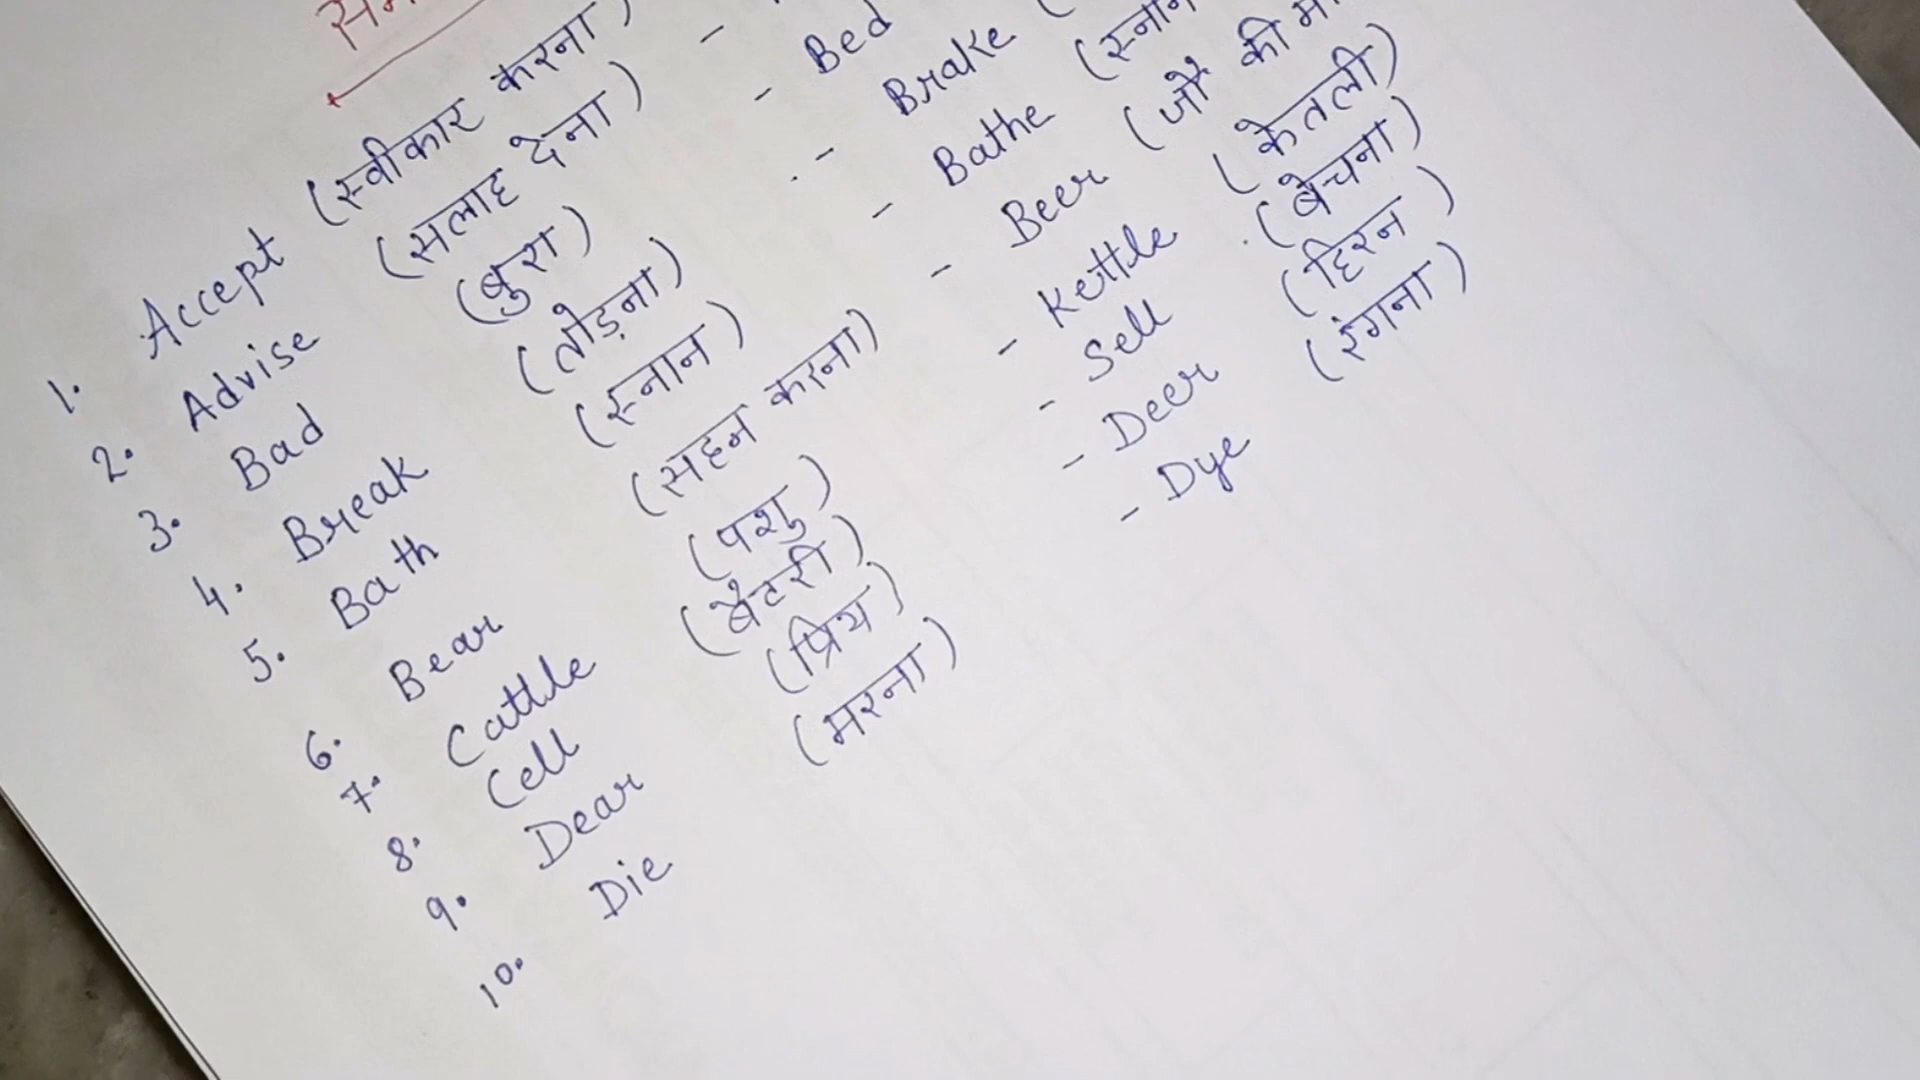 1. Accept (स्वीकार करना)
2. Advise (सलाह देना) -
3. Bad (बुरा) - Bed
4. Break (तोड़ना) - Brake (
5. Bath (स्नान) - Bathe (स्नान
6. Bear (सहन करना) - Beer (जौ की
7. Cattle (पशु) - Kettle (केतली)
8. Cell (बैटरी) - Sell (बेचना)
9. Dear (प्रिय) - Deer (हिरन)
10. Die (मरना) - Dye (रंगना)